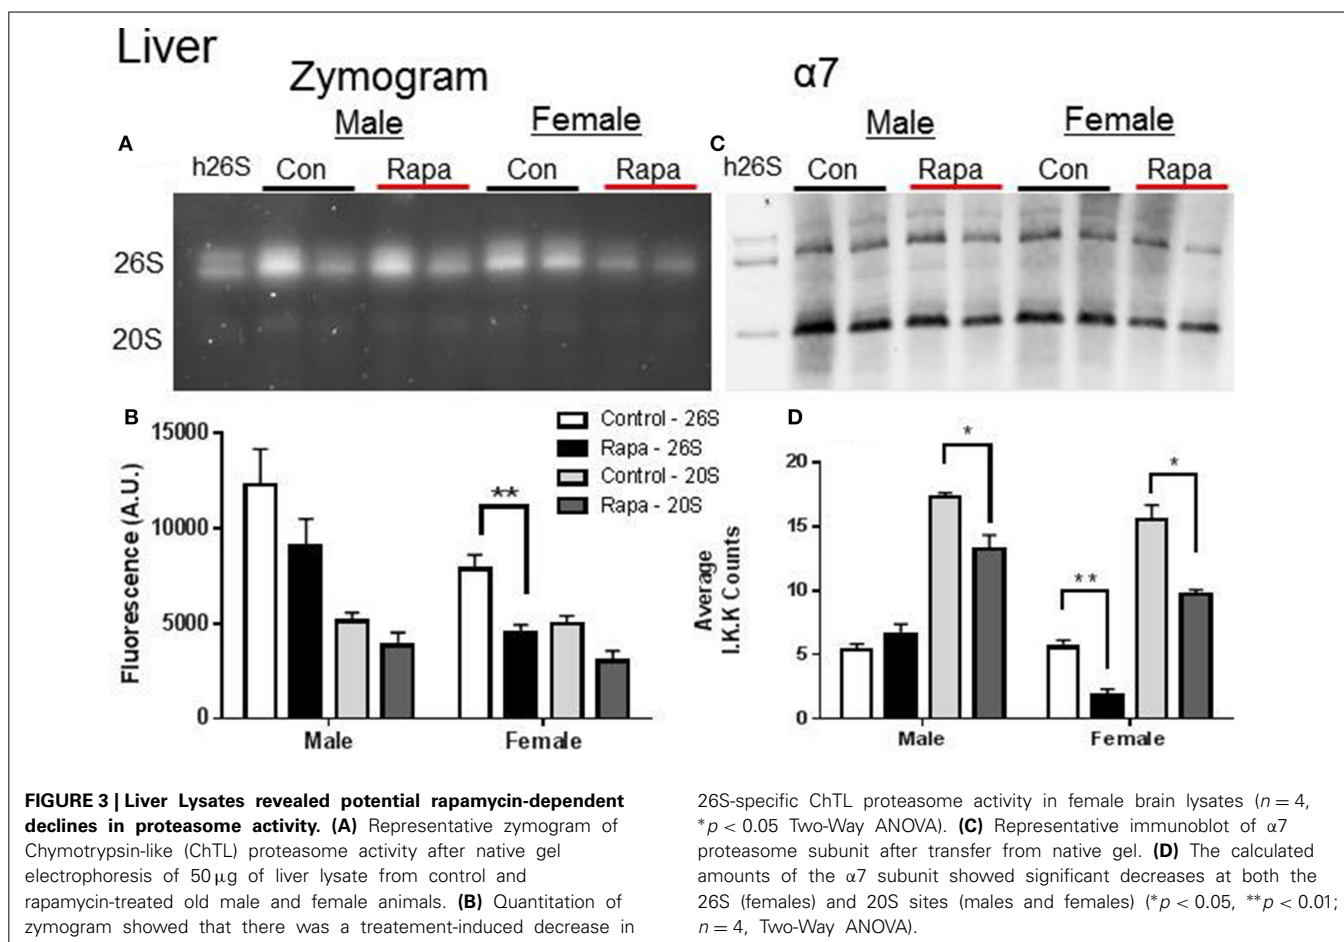 Liver
Zymogram
α7
Male
Female
Male
Female
A
C
h26S
Con
Rapa
Con
Rapa
h26S
Con
Rapa
Con
Rapa
26S
20S
B
Control - 26S
Rapa - 26S
Control - 20S
Rapa - 20S
Fluorescence (A.U.)
15000
10000
5000
0
**
Male
Female
D
Average
I.K.K Counts
20
15
10
5
0
*
**
*
Male
Female
FIGURE 3 | Liver Lysates revealed potential rapamycin-dependent
declines in proteasome activity. (A) Representative zymogram of
Chymotrypsin-like (ChTL) proteasome activity after native gel
electrophoresis of 50 μg of liver lysate from control and
rapamycin-treated old male and female animals. (B) Quantitation of
zymogram showed that there was a treatement-induced decrease in
26S-specific ChTL proteasome activity in female brain lysates (n = 4,
*p < 0.05 Two-Way ANOVA). (C) Representative immunoblot of α7
proteasome subunit after transfer from native gel. (D) The calculated
amounts of the α7 subunit showed significant decreases at both the
26S (females) and 20S sites (males and females) (*p < 0.05, **p < 0.01;
n = 4, Two-Way ANOVA).